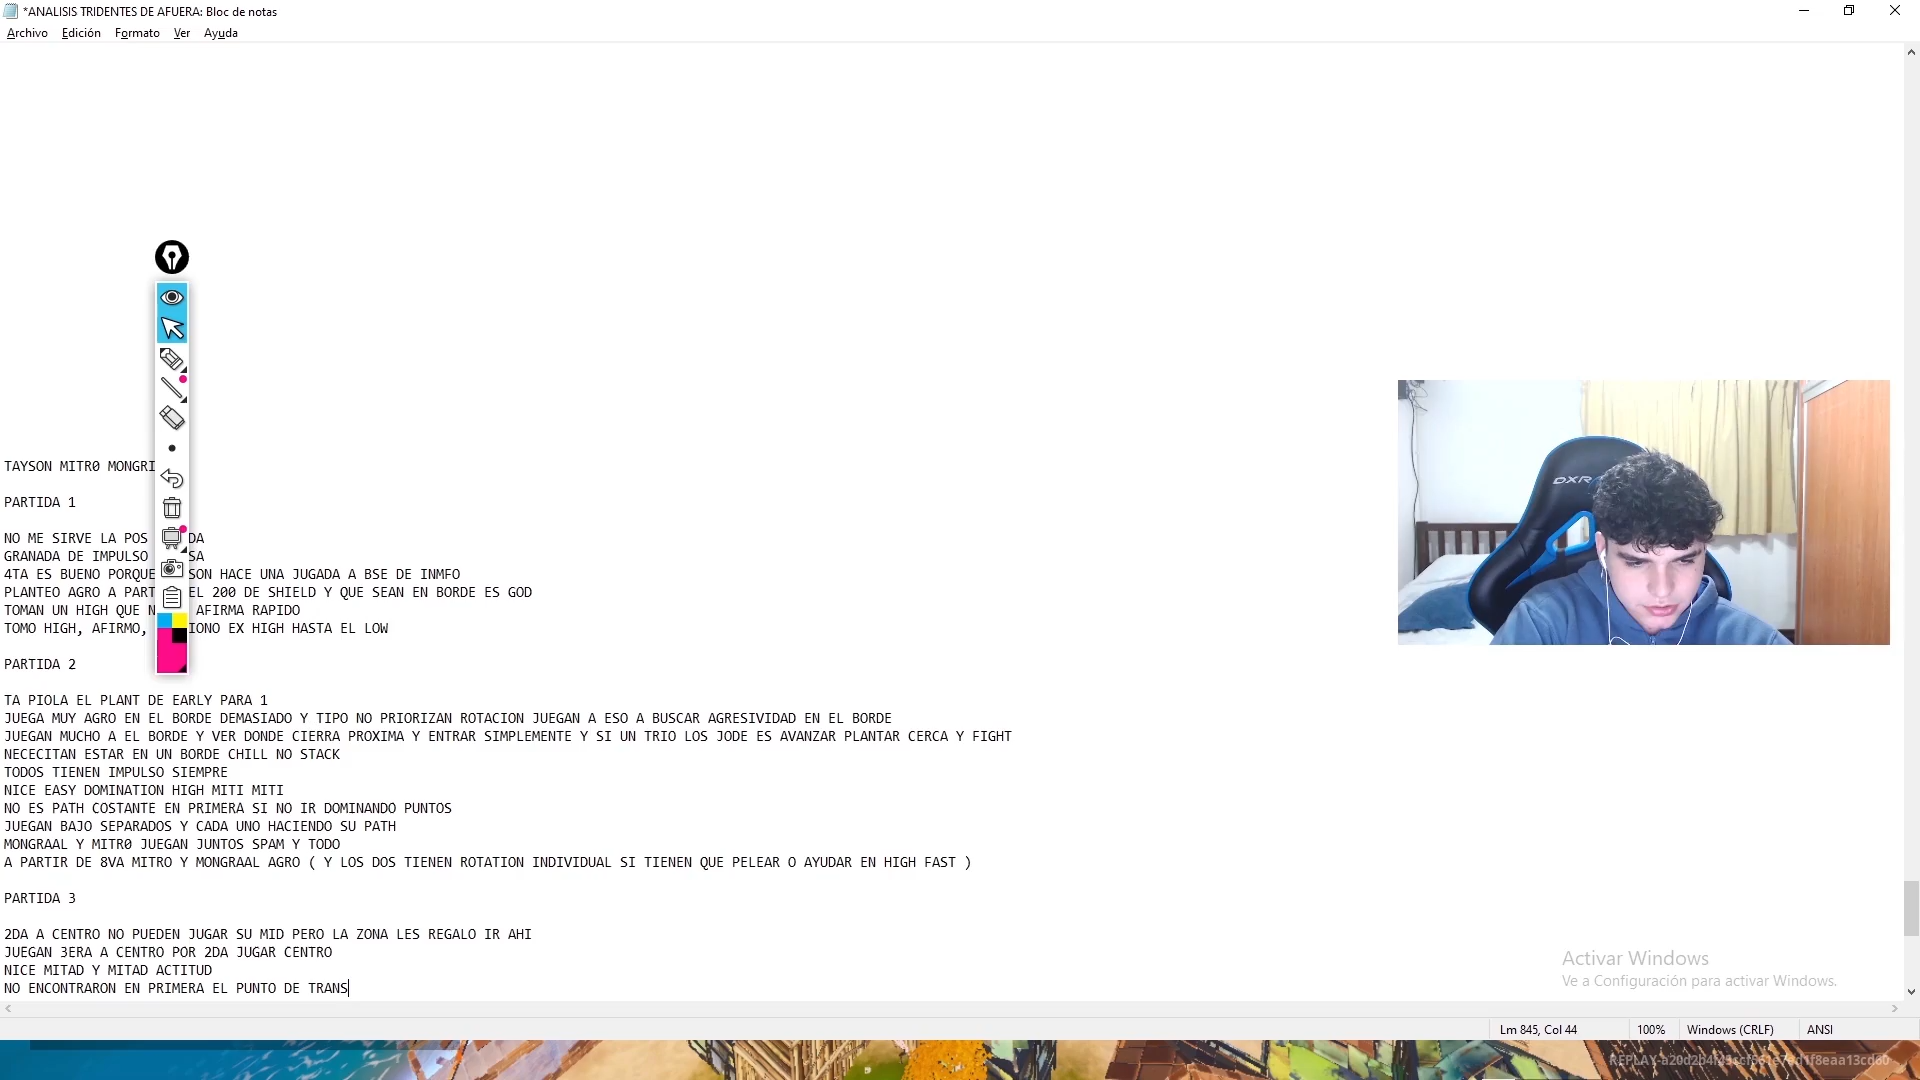 *ANALISIS TRIDENTES DE AFUERA: Bloc de notas
Archivo Edición Formato Ver Ayuda
TAYSON MITR0 MONGRI
PARTIDA 1
NO ME SIRVE LA POS DA
GRANADA DE IMPULSO SA
4TA ES BUENO PORQUE SON HACE UNA JUGADA A BSE DE INMFO
PLANTEO AGRO A PART EL 200 DE SHIELD Y QUE SEAN EN BORDE ES GOD
TOMAN UN HIGH QUE N AFIRMA RAPIDO
TOMO HIGH, AFIRMO, IONO EX HIGH HASTA EL LOW
PARTIDA 2
TA PIOLA EL PLANT DE EARLY PARA 1
JUEGA MUY AGRO EN EL BORDE DEMASIADO Y TIPO NO PRIORIZAN ROTACION JUEGAN A ESO A BUSCAR AGRESIVIDAD EN EL BORDE
JUEGAN MUCHO A EL BORDE Y VER DONDE CIERRA PROXIMA Y ENTRAR SIMPLEMENTE Y SI UN TRIO LOS JODE ES AVANZAR PLANTAR CERCA Y FIGHT
NECECITAN ESTAR EN UN BORDE CHILL NO STACK
TODOS TIENEN IMPULSO SIEMPRE
NICE EASY DOMINATION HIGH MITI MITI
NO ES PATH COSTANTE EN PRIMERA SI NO IR DOMINANDO PUNTOS
JUEGAN BAJO SEPARADOS Y CADA UNO HACIENDO SU PATH
MONGRAAL Y MITR0 JUEGAN JUNTOS SPAM Y TODO
A PARTIR DE 8VA MITRO Y MONGRAAL AGRO ( Y LOS DOS TIENEN ROTATION INDIVIDUAL SI TIENEN QUE PELEAR O AYUDAR EN HIGH FAST )
PARTIDA 3
2DA A CENTRO NO PUEDEN JUGAR SU MID PERO LA ZONA LES REGALO IR AHI
JUEGAN 3ERA A CENTRO POR 2DA JUGAR CENTRO
NICE MITAD Y MITAD ACTITUD
NO ENCONTRARON EN PRIMERA EL PUNTO DE TRANS
DXR
Activar Windows
Ve a Configuración para activar Windows.
Lm 845, Col 44 100% Windows (CRLF) ANSI